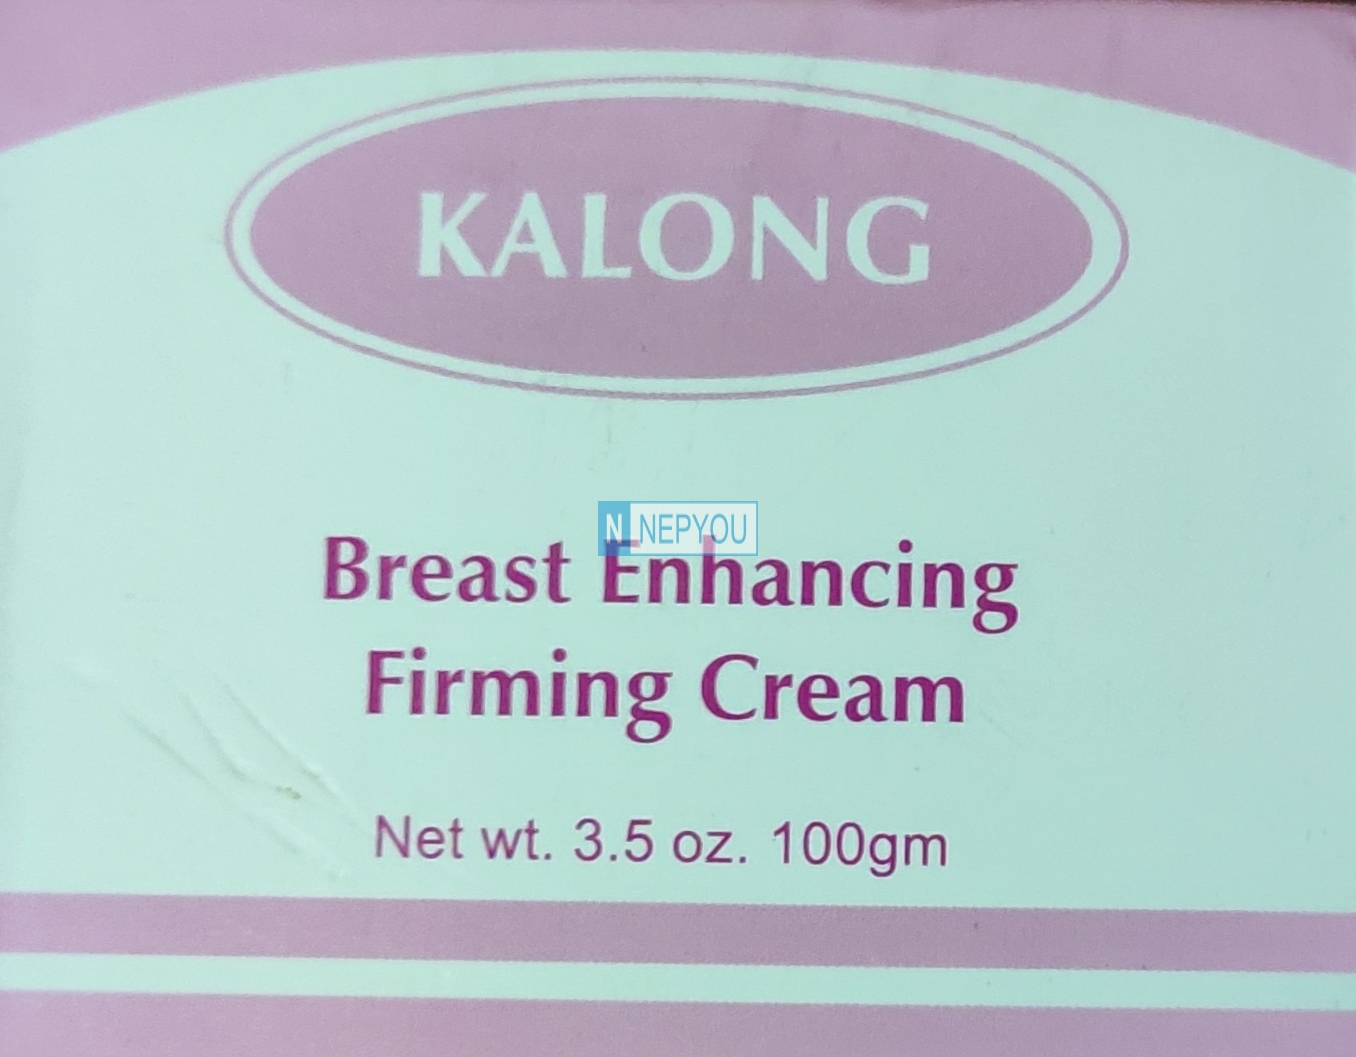 KALONG
N NEPYOU
Breast Enhancing
Firming Cream
Net wt. 3.5 oz. 100gm